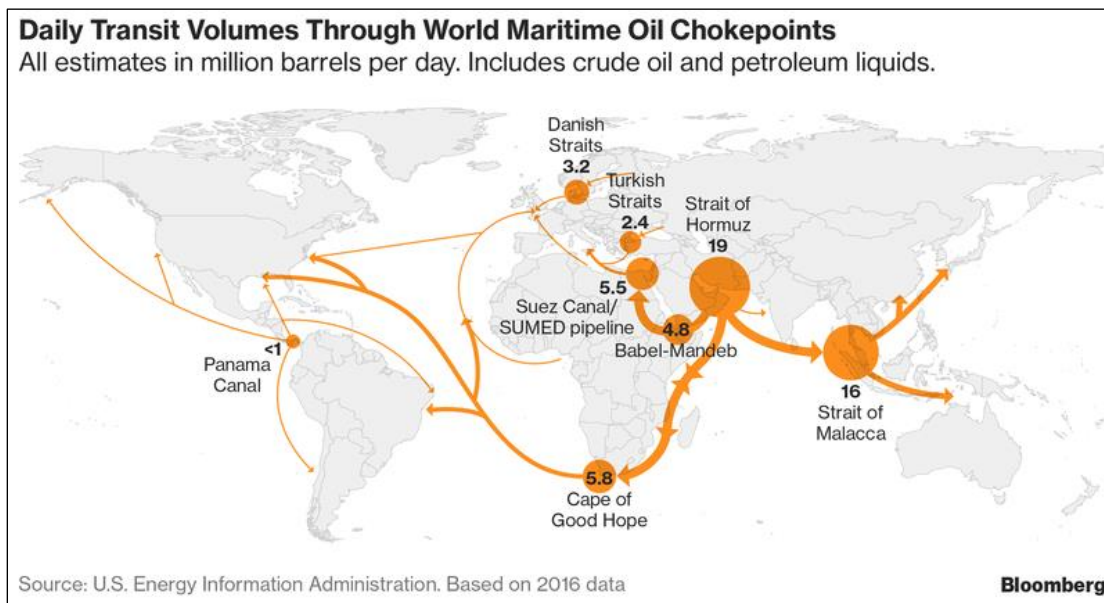 Daily Transit Volumes Through World Maritime Oil Chokepoints
All estimates in million barrels per day. Includes crude oil and petroleum liquids.
Danish
Straits
3.2
Turkish
Straits
2.4
Strait of
Hormuz
19
5.5
Suez Canal/
SUMED pipeline
4.8
Babel-Mandeb
<1
Panama
Canal
16
Strait of
Malacca
5.8
Cape of
Good Hope
Source: U.S. Energy Information Administration. Based on 2016 data
Bloomberg